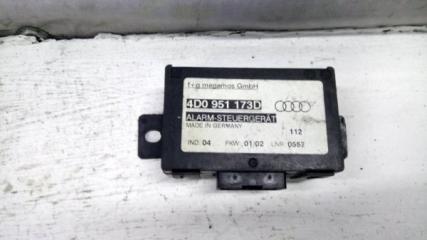 f+g megamos GmbH
4D0 951 173D
ALARM-STEUERGERÄT
MADE IN GERMANY
112
IND. 04 PKW 01 02 LNR 0557